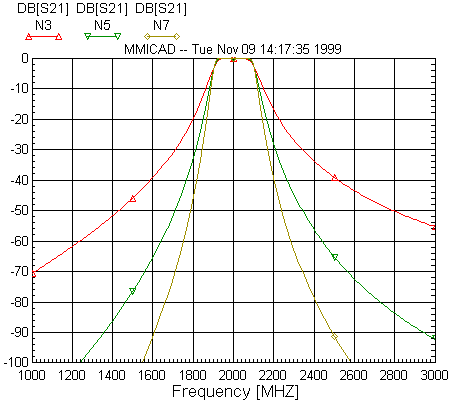 DB[S21] DB[S21] DB[S21]
N3 N5 N7
MMICAD -- Tue Nov 09 14:17:35 1999
0
-10
-20
-30
-40
-50
-60
-70
-80
-90
-100
1000 1200 1400 1600 1800 2000 2200 2400 2600 2800 3000
Frequency [MHZ]